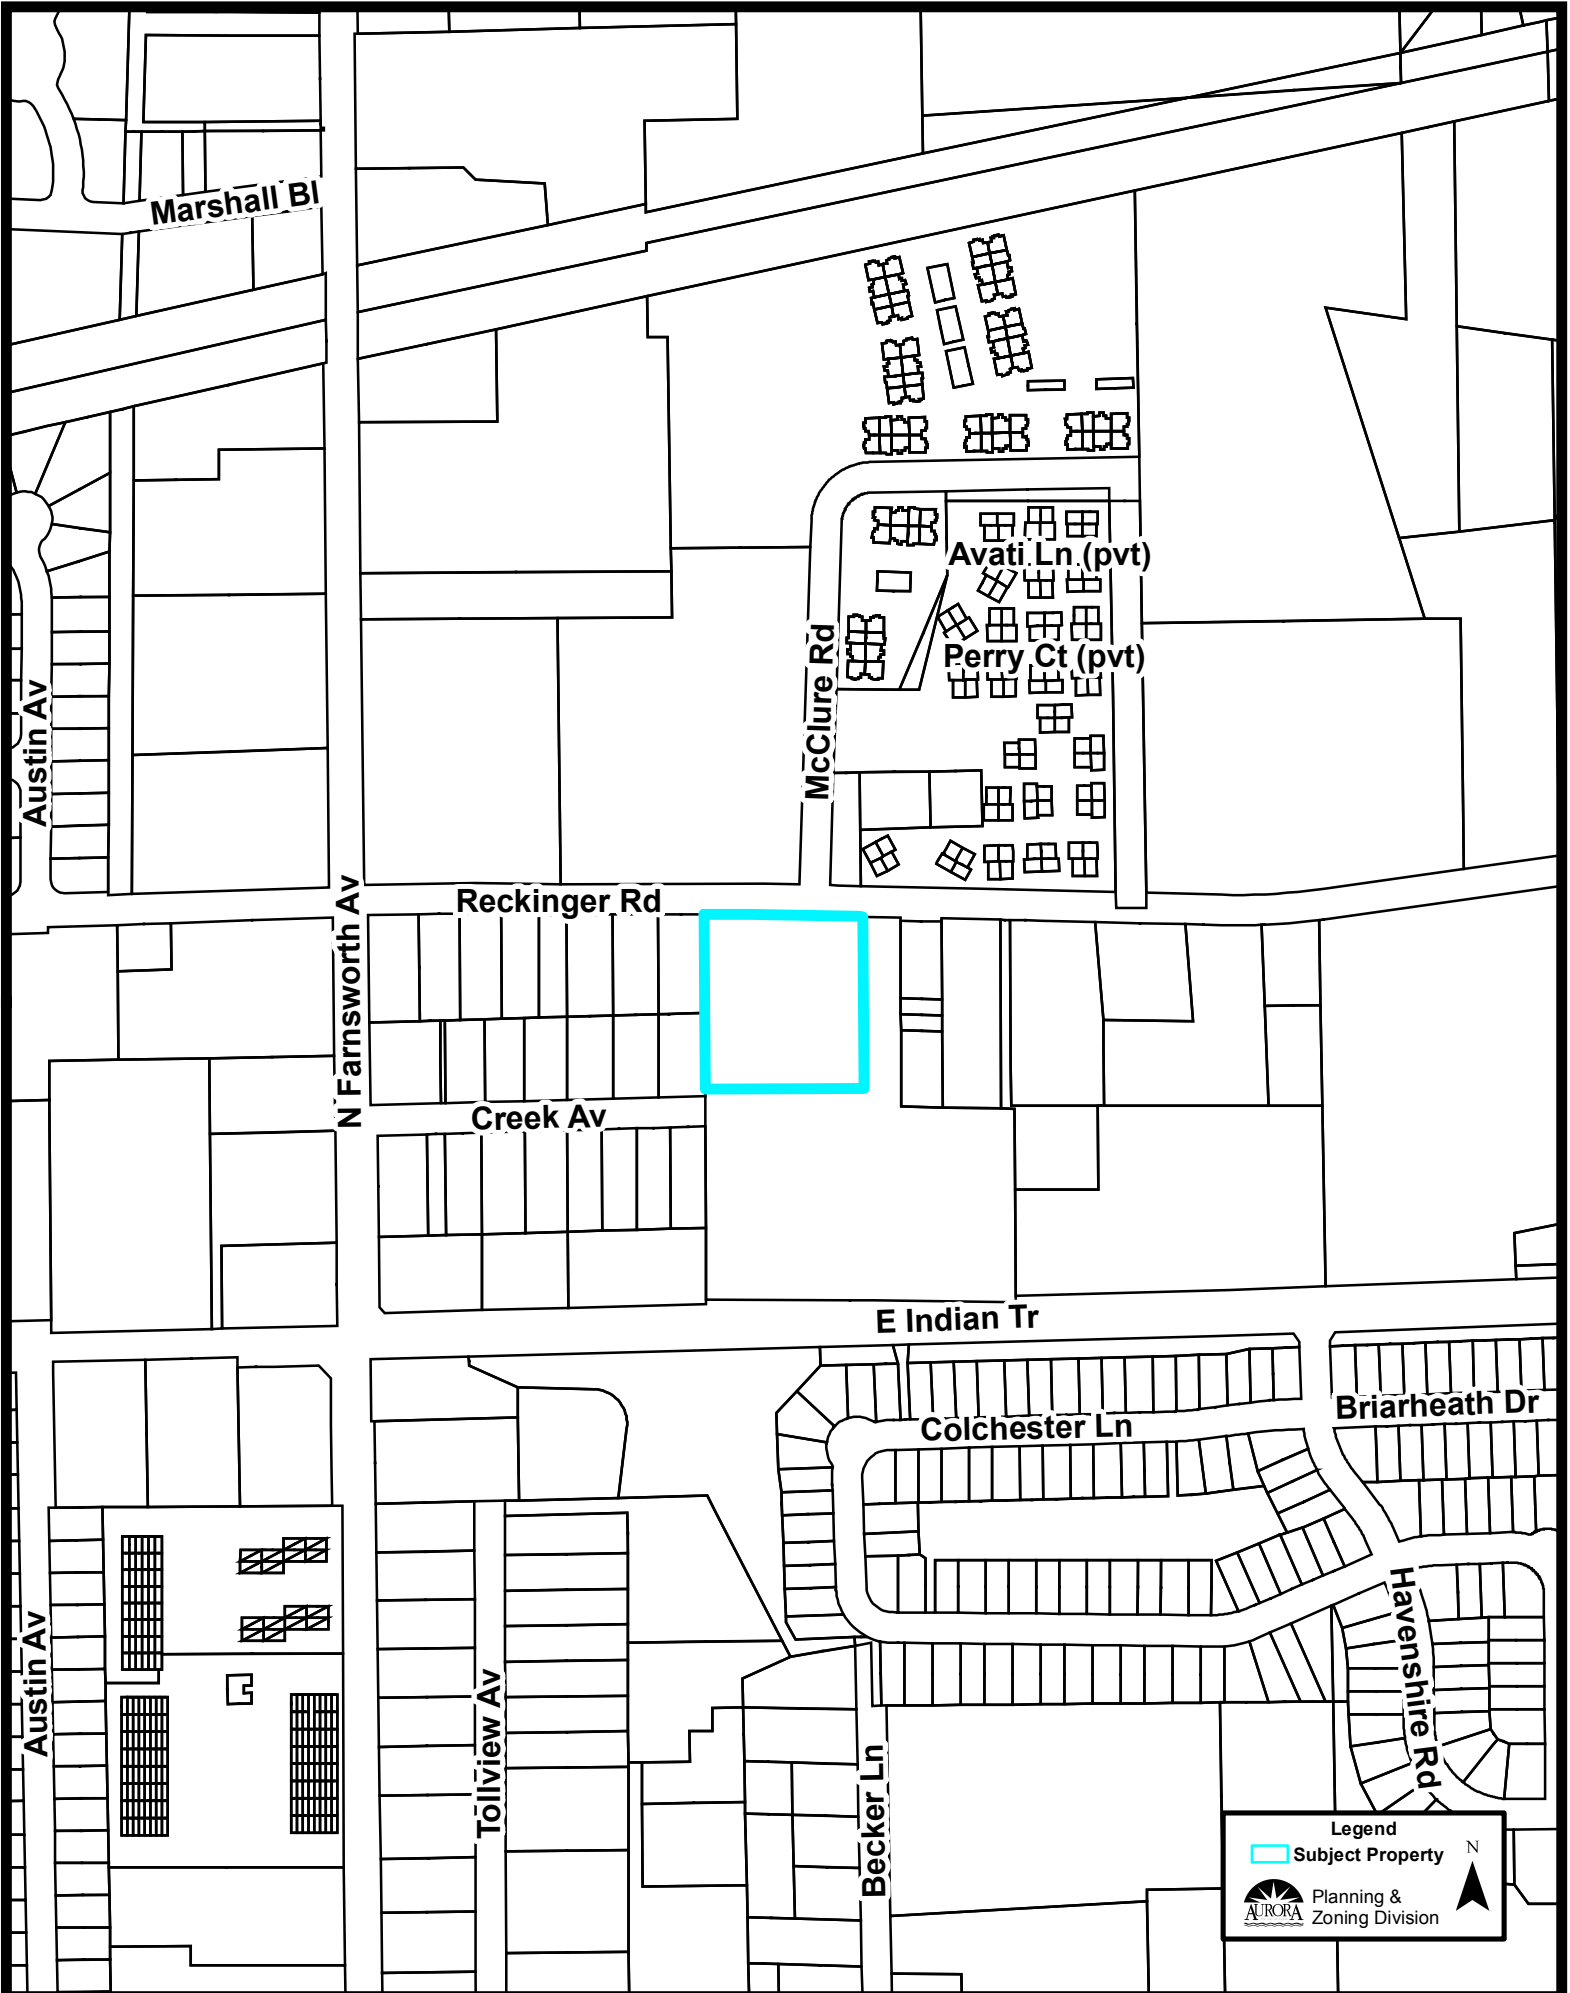 Marshall Bl
Avati Ln (pvt)
Perry Ct (pvt)
McClure Rd
Austin Av
Reckinger Rd
N Farnsworth Av
Creek Av
E Indian Tr
Briarheath Dr
Colchester Ln
Havenshire Rd
Austin Av
Tollview Av
Becker Ln
Legend
Subject Property
N
AURORA
Planning &
Zoning Division